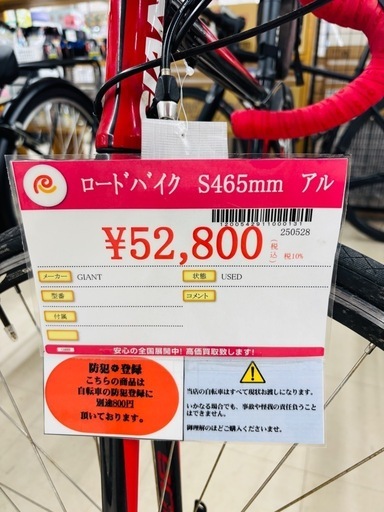 ロードバイク S465mm アル
1200542911000131
250528
¥52,800
(税込)
税10%
メーカー GIANT
状態 USED
型番
コメント
付属
安心の全国展開中！高価買取致します！
防犯登録
こちらの商品は
自転車の防犯登録に
別途800円
頂いております。
当店の自転車はすべて現状お渡しになります。
いかなる場合でも、事故や怪我の責任負うこと
はできません。
御理解のほどご購入くださいませ。